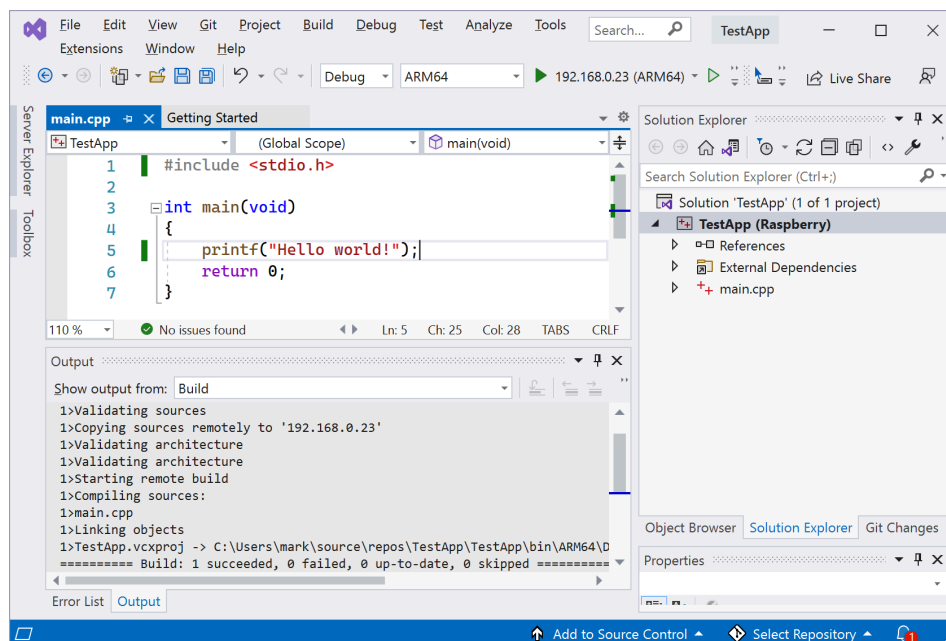 File Edit View Git Project Build Debug Test Analyze Tools Search... TestApp
Extensions Window Help
Debug ARM64 192.168.0.23 (ARM64) Live Share
Server Explorer
Toolbox
main.cpp Getting Started
TestApp (Global Scope) main(void)
1 #include <stdio.h>
2
3 int main(void)
4 {
5 printf("Hello world!");
6 return 0;
7 }
110 % No issues found Ln: 5 Ch: 25 Col: 28 TABS CRLF
Output
Show output from: Build
1>Validating sources
1>Copying sources remotely to '192.168.0.23'
1>Validating architecture
1>Validating architecture
1>Starting remote build
1>Compiling sources:
1>main.cpp
1>Linking objects
1>TestApp.vcxproj -> C:\Users\mark\source\repos\TestApp\TestApp\bin\ARM64\D
========== Build: 1 succeeded, 0 failed, 0 up-to-date, 0 skipped ==========
Error List Output
Solution Explorer
Search Solution Explorer (Ctrl+;)
Solution 'TestApp' (1 of 1 project)
TestApp (Raspberry)
References
External Dependencies
main.cpp
Object Browser Solution Explorer Git Changes
Properties
Add to Source Control Select Repository 1